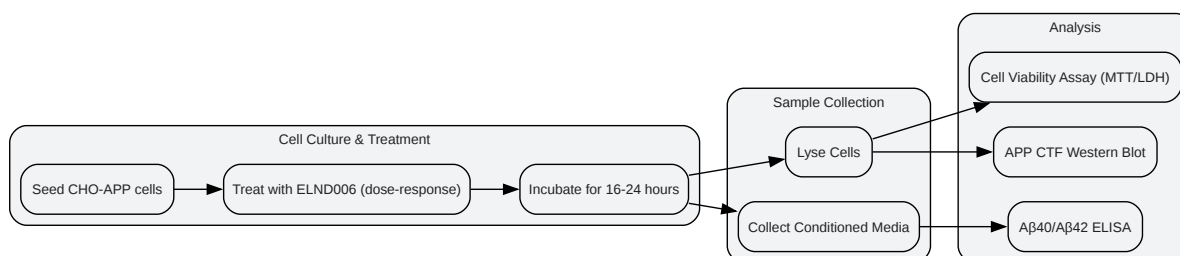 Cell Culture & Treatment
Seed CHO-APP cells
Treat with ELND006 (dose-response)
Incubate for 16-24 hours
Sample Collection
Lyse Cells
Collect Conditioned Media
Analysis
Cell Viability Assay (MTT/LDH)
APP CTF Western Blot
Aβ40/Aβ42 ELISA